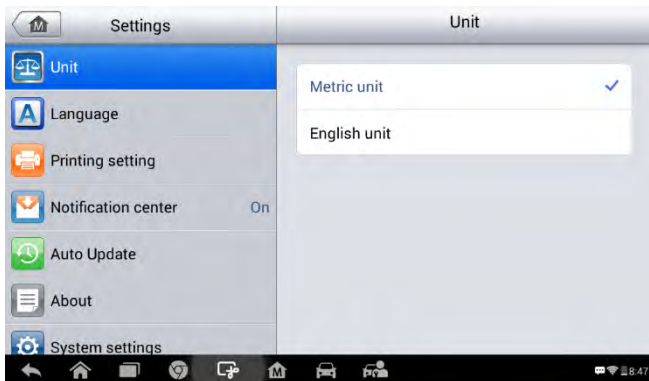 M
Settings
Unit
Unit
Metric unit
English unit
A
Language
Printing setting
Notification center On
Auto Update
About
System settings
M
8:47